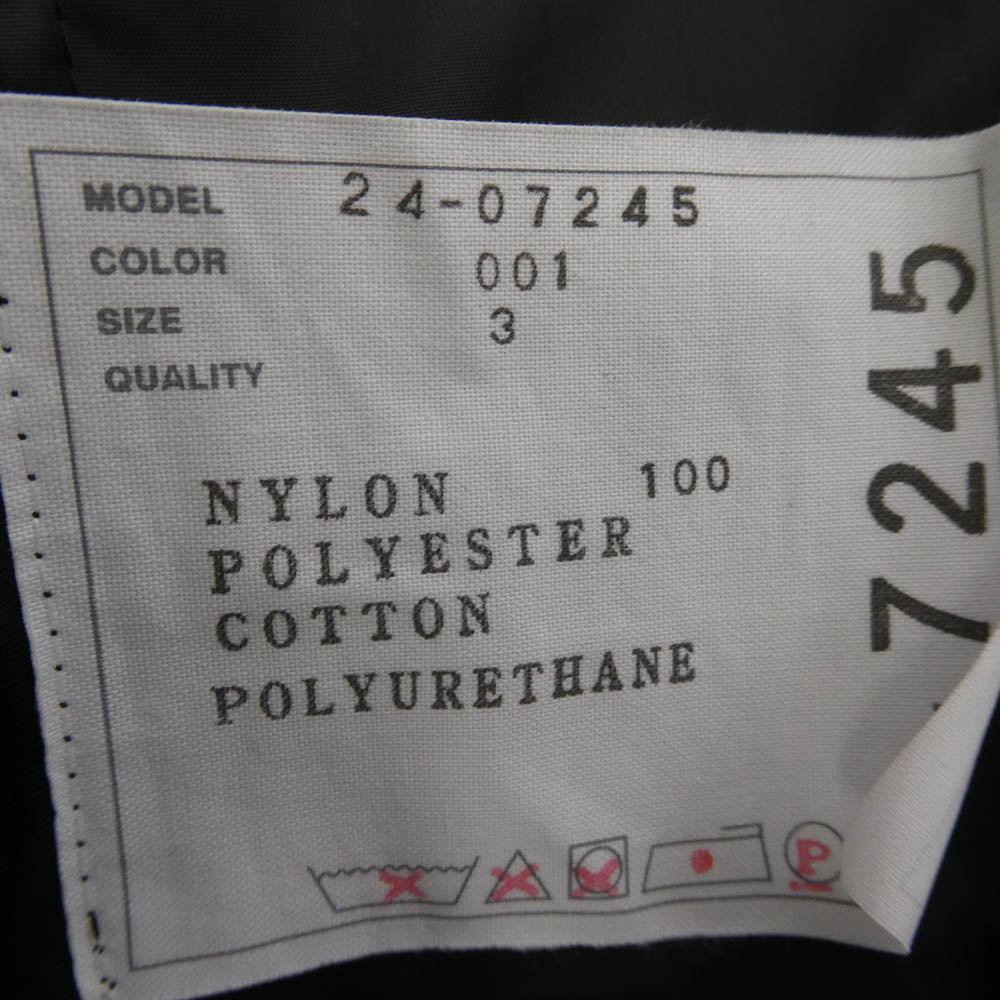 MODEL 24-07245
COLOR 001
SIZE 3
QUALITY
NYLON 100
POLYESTER
COTTON
POLYURETHANE
7245
P